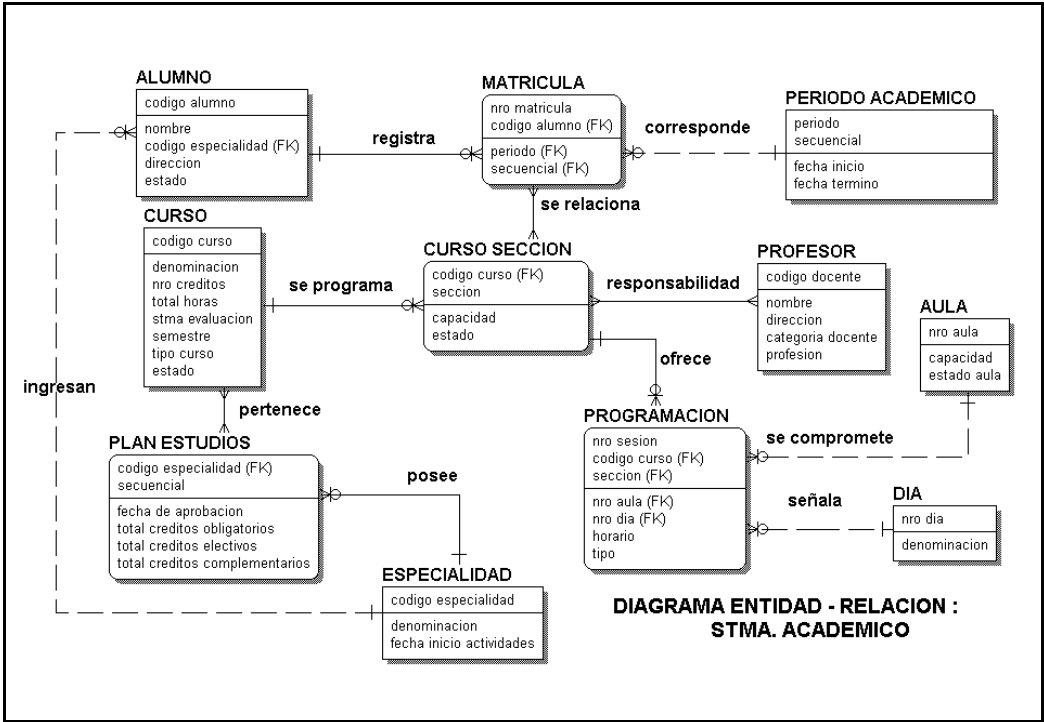 ALUMNO
codigo alumno
nombre
codigo especialidad (FK)
direccion
estado
registra
MATRICULA
nro matricula
codigo alumno (FK)
periodo (FK)
secuencial (FK)
corresponde
PERIODO ACADEMICO
periodo
secuencial
fecha inicio
fecha termino
se relaciona
CURSO
codigo curso
denominacion
nro creditos
total horas
stma evaluacion
semestre
tipo curso
estado
se programa
CURSO SECCION
codigo curso (FK)
seccion
capacidad
estado
responsabilidad
PROFESOR
codigo docente
nombre
direccion
categoria docente
profesion
AULA
nro aula
capacidad
estado aula
ingresan
pertenece
ofrece
PLAN ESTUDIOS
codigo especialidad (FK)
secuencial
fecha de aprobacion
total creditos obligatorios
total creditos electivos
total creditos complementarios
posee
PROGRAMACION
nro sesion
codigo curso (FK)
seccion (FK)
nro aula (FK)
nro dia (FK)
horario
tipo
se compromete
señala
DIA
nro dia
denominacion
ESPECIALIDAD
codigo especialidad
denominacion
fecha inicio actividades
DIAGRAMA ENTIDAD - RELACION :
STMA. ACADEMICO